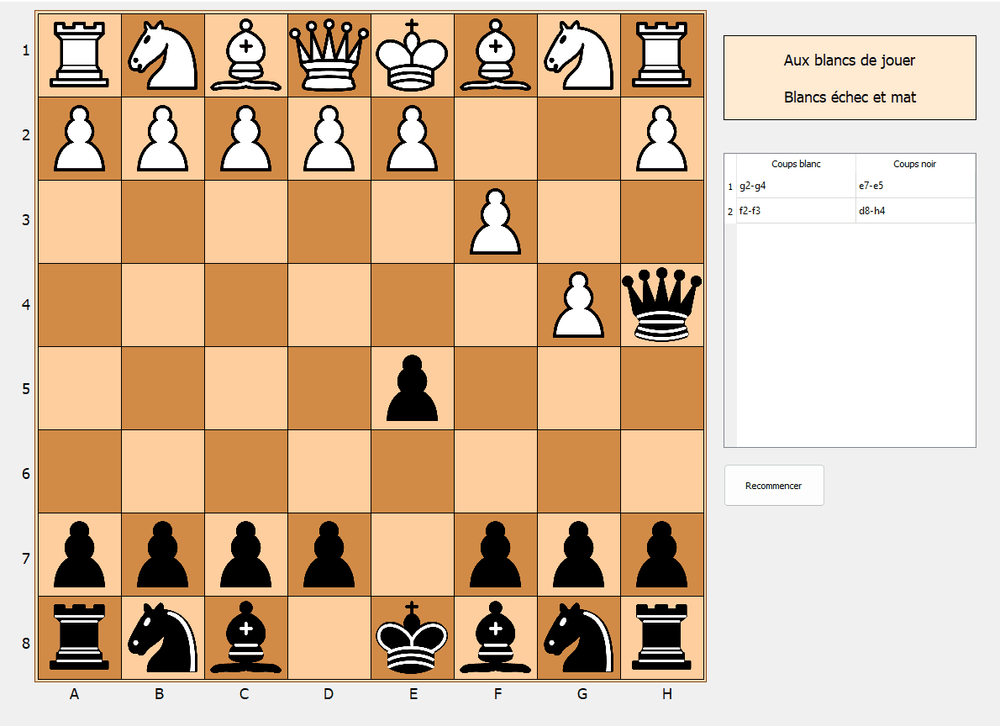 1
2
3
4
5
6
7
8
A B C D E F G H
Aux blancs de jouer
Blancs échec et mat
Coups blanc Coups noir
1 g2-g4 e7-e5
2 f2-f3 d8-h4
Recommencer